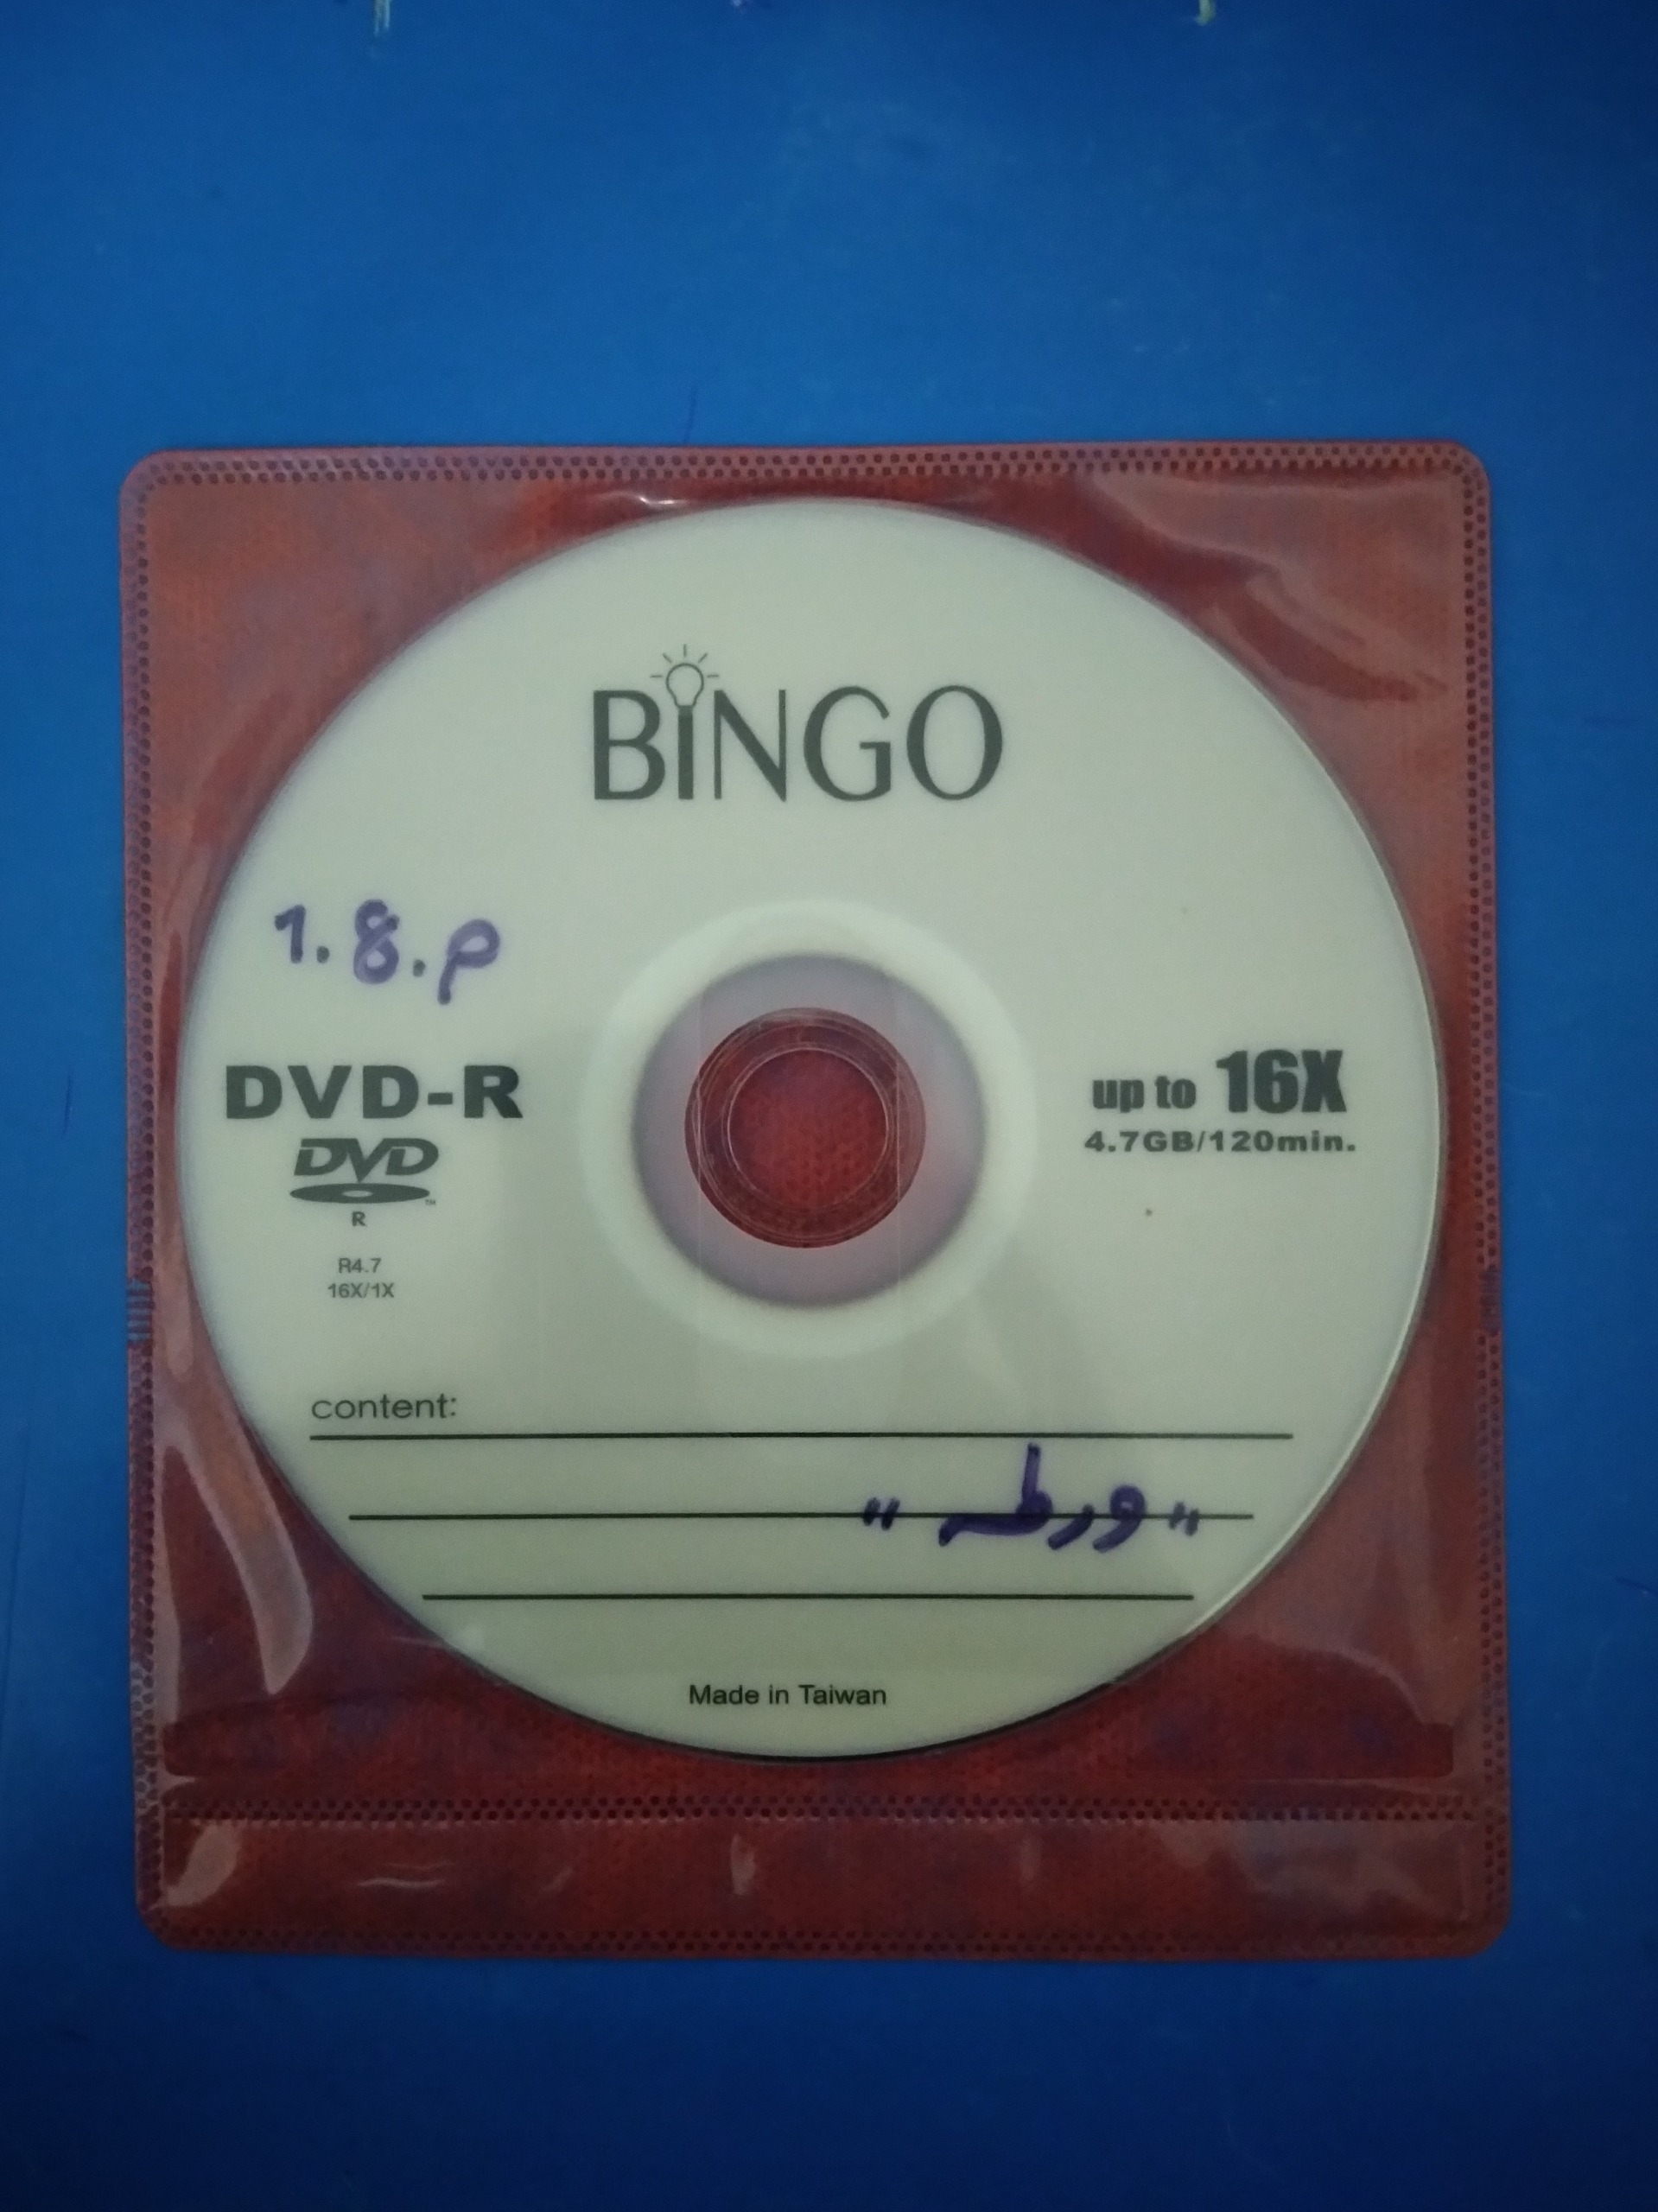 BiNGO
1.8.م
DVD-R
DVD™
R
R4.7
16X/1X
up to 16X
4.7GB/120min.
content:
"ورطه"
Made in Taiwan